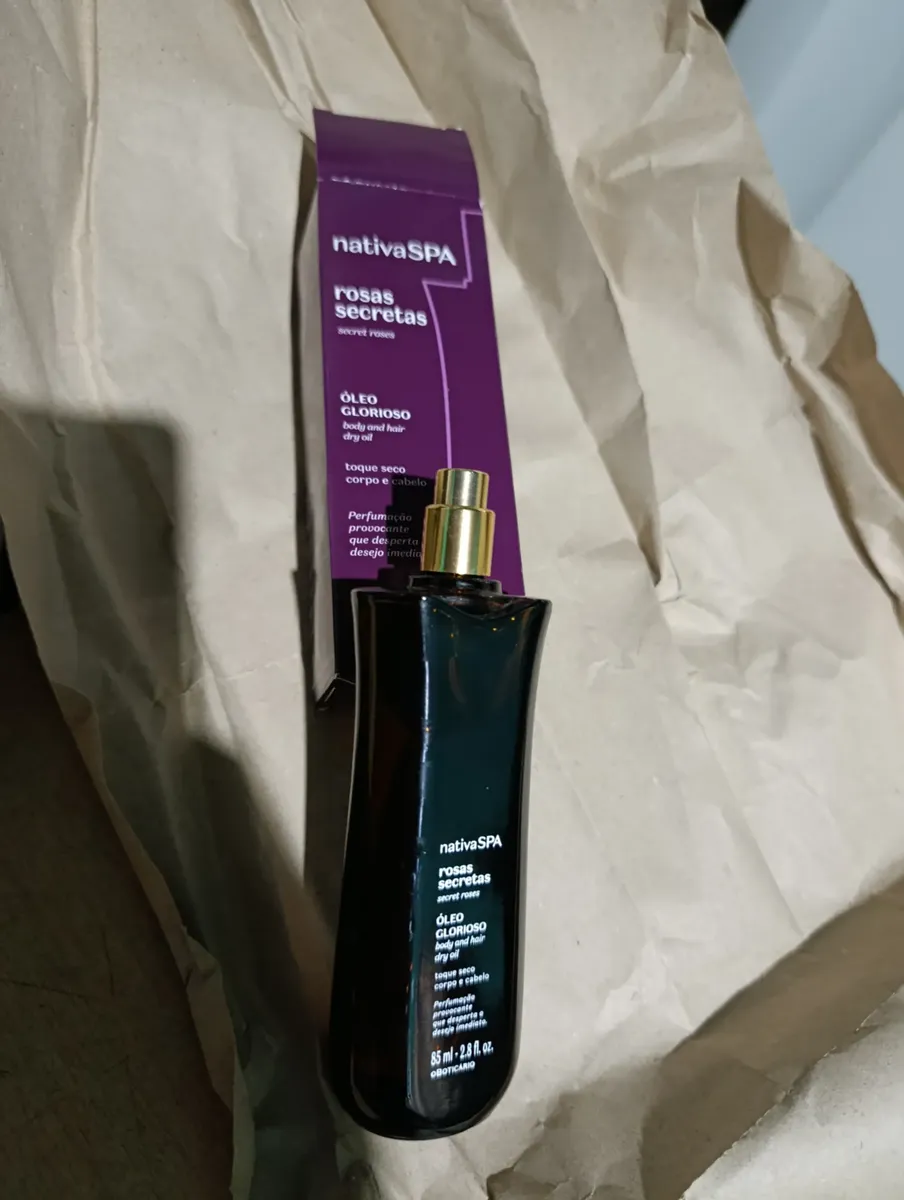 nativaSPA
rosas
secretas
secret roses
ÓLEO
GLORIOSO
body and hair
dry oil
toque seco
corpo e cabelo
Perfumação
provocante
que desperta
desejo
nativaSPA
rosas
secretas
secret roses
ÓLEO
GLORIOSO
body and hair
dry oil
toque seco
corpo e cabelo
Perfumação
provocante
que desperta o
desejo imediato.
85 ml - 2.8 fl. oz.
oBOTICÁRIO